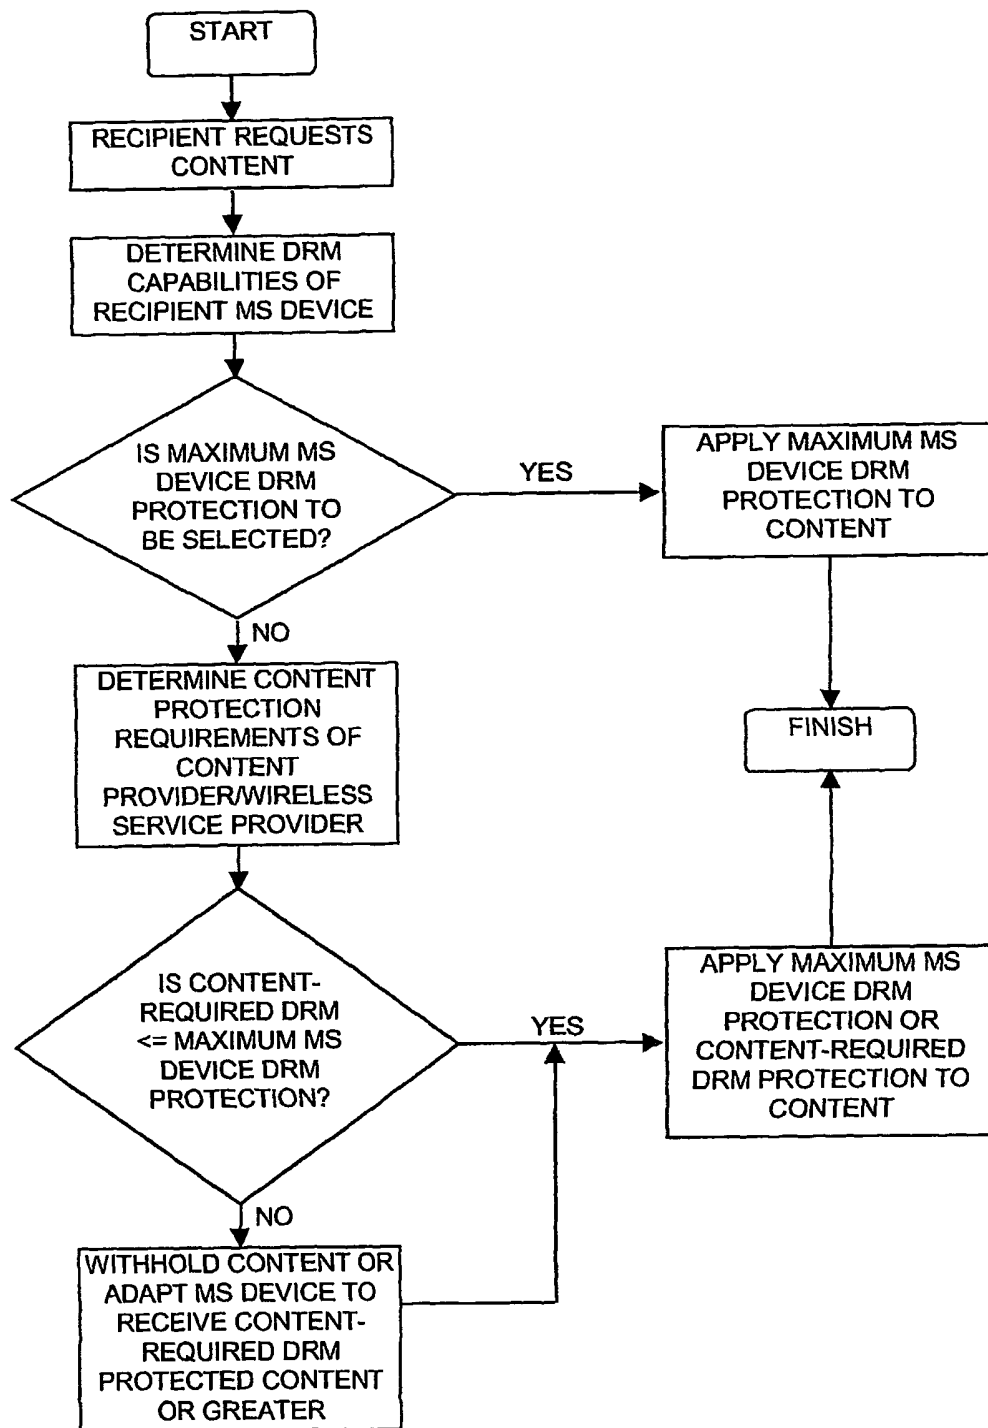 START
RECIPIENT REQUESTS
CONTENT
DETERMINE DRM
CAPABILITIES OF
RECIPIENT MS DEVICE
IS MAXIMUM MS
DEVICE DRM
PROTECTION TO
BE SELECTED?
YES
APPLY MAXIMUM MS
DEVICE DRM
PROTECTION TO
CONTENT
NO
DETERMINE CONTENT
PROTECTION
REQUIREMENTS OF
CONTENT
PROVIDER/WIRELESS
SERVICE PROVIDER
FINISH
IS CONTENT-
REQUIRED DRM
<= MAXIMUM MS
DEVICE DRM
PROTECTION?
YES
APPLY MAXIMUM MS
DEVICE DRM
PROTECTION OR
CONTENT-REQUIRED
DRM PROTECTION TO
CONTENT
NO
WITHHOLD CONTENT OR
ADAPT MS DEVICE TO
RECEIVE CONTENT-
REQUIRED DRM
PROTECTED CONTENT
OR GREATER